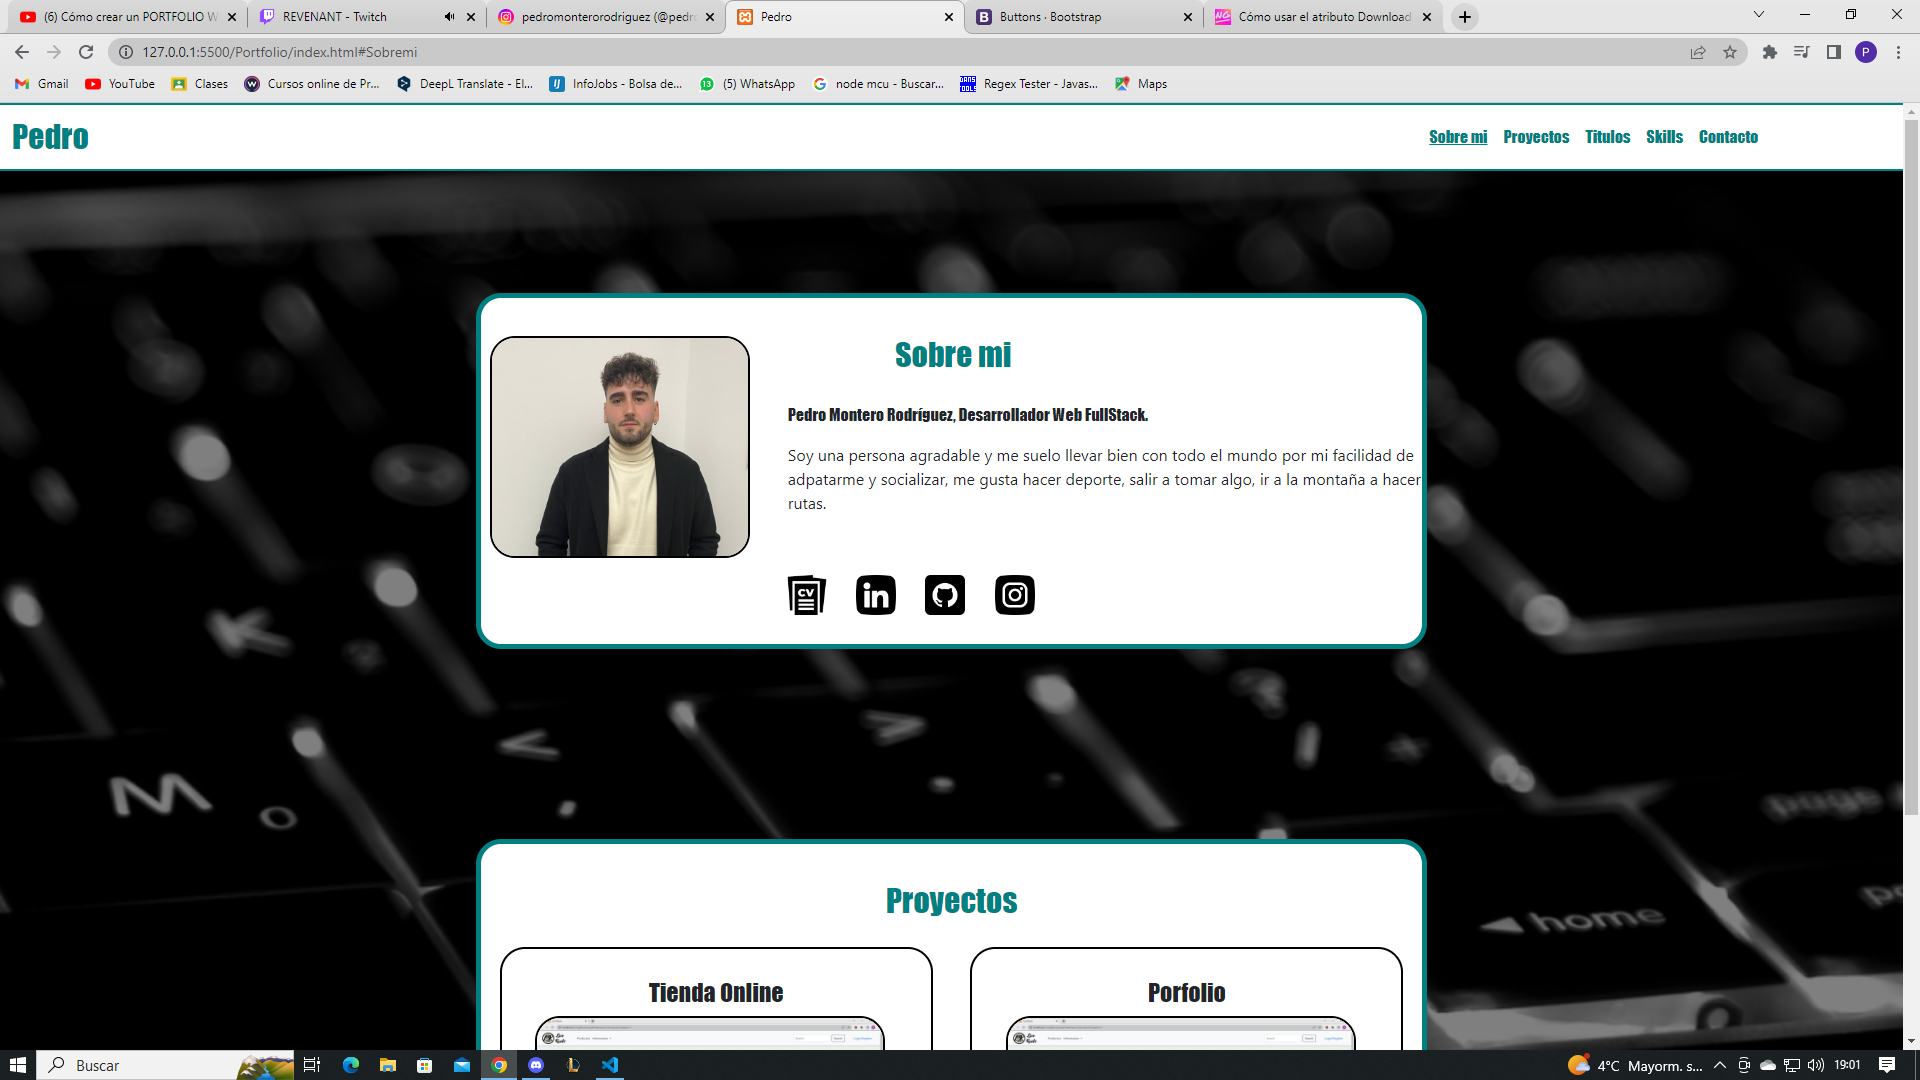 (6) Cómo crear un PORTFOLIO W
REVENANT - Twitch
pedromonterorodriguez (@pedro
Pedro
Buttons · Bootstrap
Cómo usar el atributo Download
127.0.0.1:5500/Portfolio/index.html#Sobremi
P
Gmail
YouTube
Clases
Cursos online de Pr...
DeepL Translate - El...
InfoJobs - Bolsa de...
(5) WhatsApp
node mcu - Buscar...
Regex Tester - Javas...
Maps
Pedro
Sobre mi
Proyectos
Titulos
Skills
Contacto
Sobre mi
Pedro Montero Rodríguez, Desarrollador Web FullStack.
Soy una persona agradable y me suelo llevar bien con todo el mundo por mi facilidad de
adpatarme y socializar, me gusta hacer deporte, salir a tomar algo, ir a la montaña a hacer
rutas.
CV
in
M
page
home
Proyectos
Tienda Online
Porfolio
Buscar
4°C Mayorm. s...
19:01